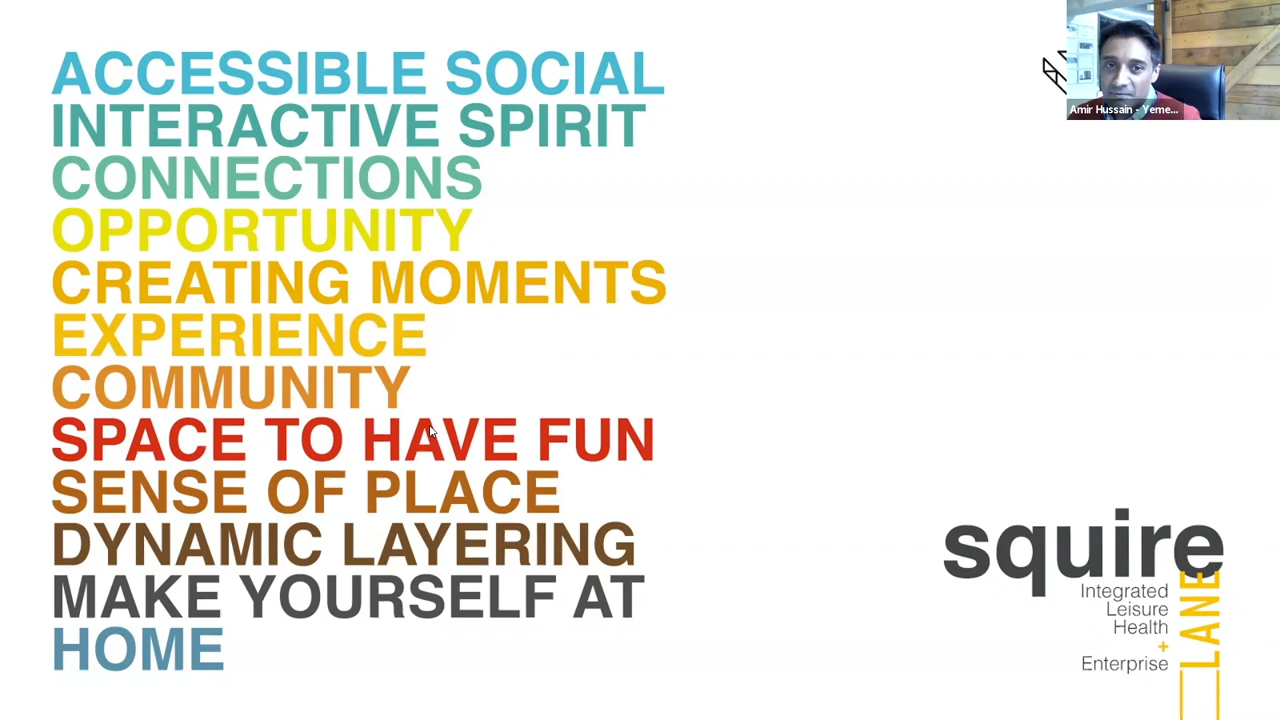 ACCESSIBLE SOCIAL
INTERACTIVE SPIRIT
CONNECTIONS
OPPORTUNITY
CREATING MOMENTS
EXPERIENCE
COMMUNITY
SPACE TO HAVE FUN
SENSE OF PLACE
DYNAMIC LAYERING
MAKE YOURSELF AT
HOME
Amir Hussain - Yeme...
squire
LANE
Integrated
Leisure
Health
+
Enterprise